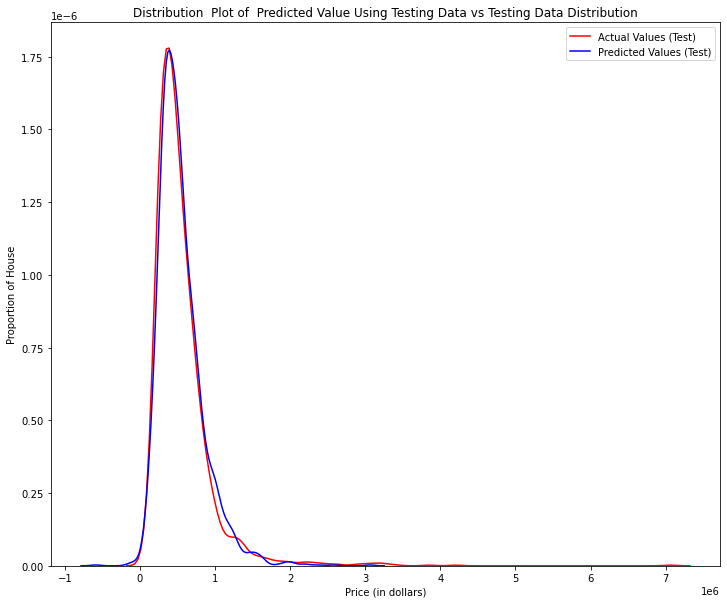 Distribution  Plot of  Predicted Value Using Testing Data vs Testing Data Distribution
1e−6
Actual Values (Test)
Predicted Values (Test)
1.75
1.50
1.25
1.00
0.75
0.50
0.25
0.00
Proportion of House
−1 0 1 2 3 4 5 6 7
1e6
Price (in dollars)